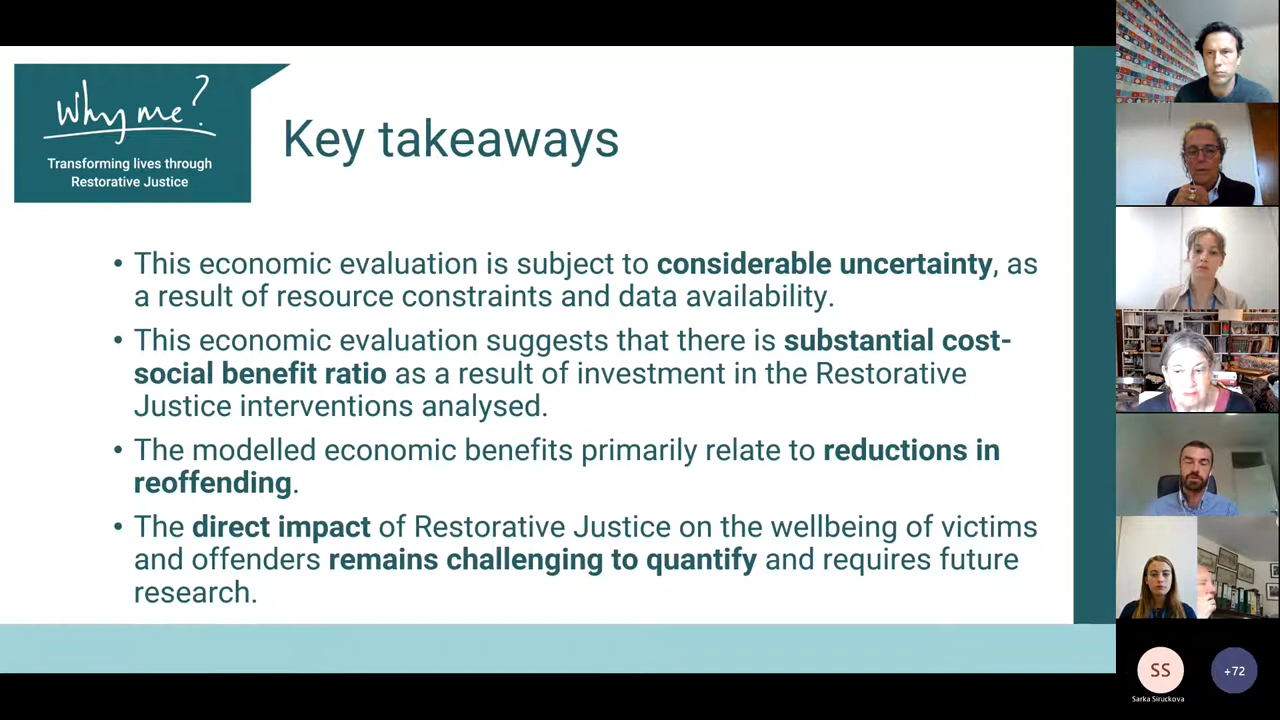 Why me?
Transforming lives through
Restorative Justice
Key takeaways
• This economic evaluation is subject to considerable uncertainty, as
a result of resource constraints and data availability.
• This economic evaluation suggests that there is substantial cost-
social benefit ratio as a result of investment in the Restorative
Justice interventions analysed.
• The modelled economic benefits primarily relate to reductions in
reoffending.
• The direct impact of Restorative Justice on the wellbeing of victims
and offenders remains challenging to quantify and requires future
research.
SS
+72
Sarka Siruckova